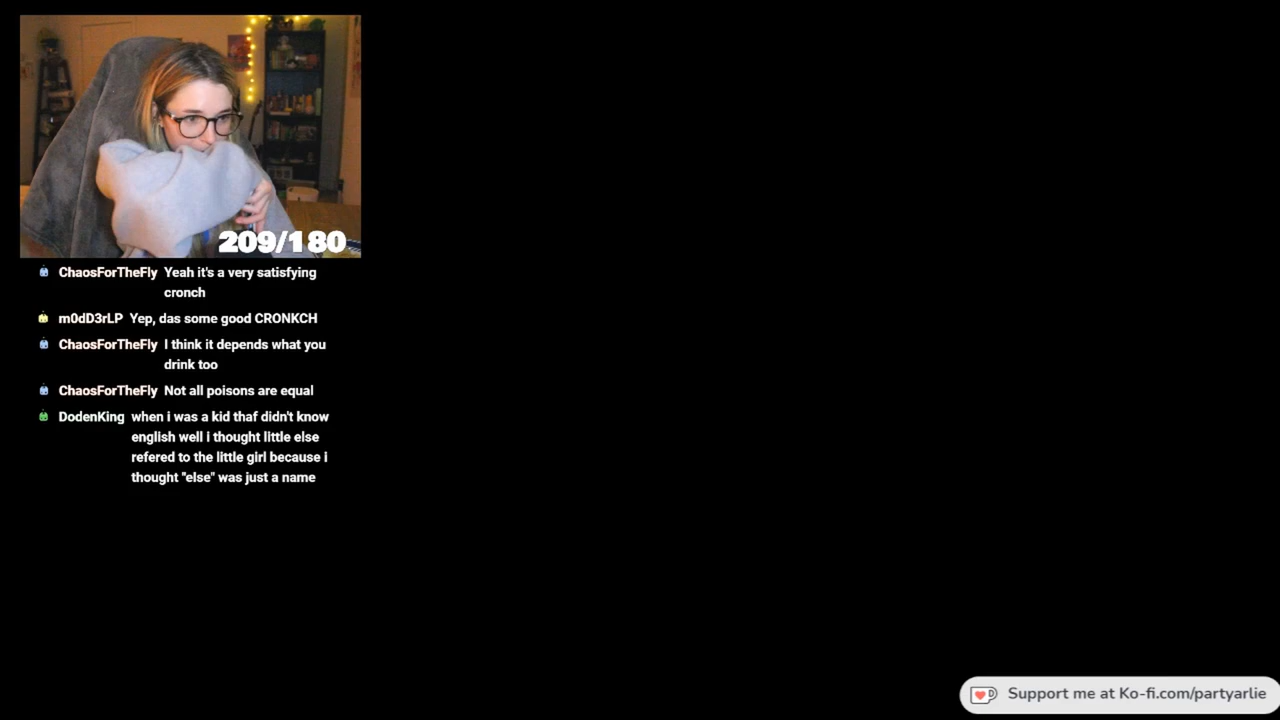 209/180
ChaosForTheFly Yeah it's a very satisfying
cronch
m0dD3rLP Yep, das some good CRONKCH
ChaosForTheFly I think it depends what you
drink too
ChaosForTheFly Not all poisons are equal
DodenKing when i was a kid thaf didn't know
english well i thought little else
refered to the little girl because i
thought "else" was just a name
Support me at Ko-fi.com/partyarlie